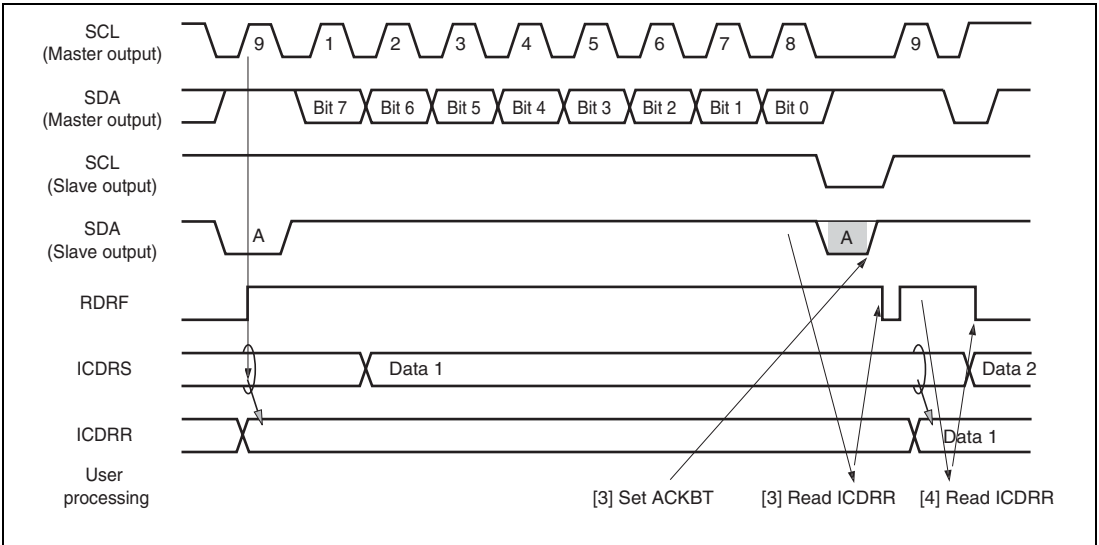 SCL
(Master output)
9 1 2 3 4 5 6 7 8 9
SDA
(Master output)
Bit 7 Bit 6 Bit 5 Bit 4 Bit 3 Bit 2 Bit 1 Bit 0
SCL
(Slave output)
SDA
(Slave output)
A A
RDRF
ICDRS
Data 1 Data 2
ICDRR
Data 1
User
processing
[3] Set ACKBT [3] Read ICDRR [4] Read ICDRR